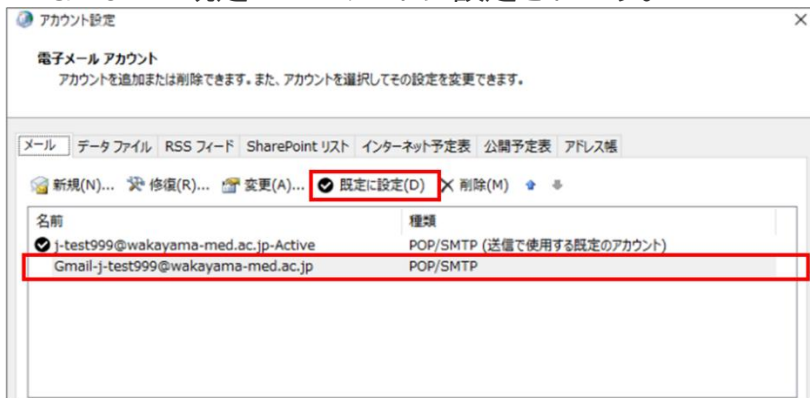 アカウント設定
電子メール アカウント
アカウントを追加または削除できます。また、アカウントを選択してその設定を変更できます。
メール データ ファイル RSS フィード SharePoint リスト インターネット予定表 公開予定表 アドレス帳
新規(N)... 修復(R)... 変更(A)... 既定に設定(D) 削除(M)
名前 種類
j-test999@wakayama-med.ac.jp-Active POP/SMTP (送信で使用する既定のアカウント)
Gmail-j-test999@wakayama-med.ac.jp POP/SMTP